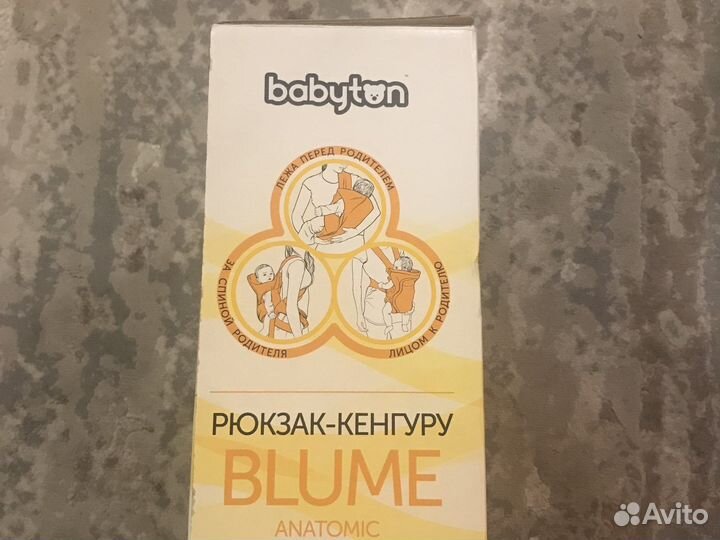 babyton
ЛЕЖА ПЕРЕД РОДИТЕЛЕМ
ЗА СПИНОЙ РОДИТЕЛЯ
ЛИЦОМ К РОДИТЕЛЮ
РЮКЗАК-КЕНГУРУ
BLUME
ANATOMIC
Avito